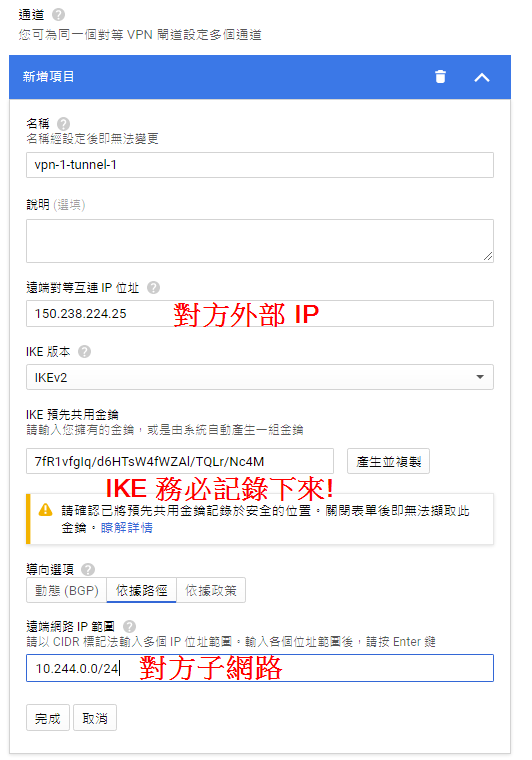 通道
您可為同一個對等 VPN 閘道設定多個通道
新增項目
名稱
名稱經設定後即無法變更
vpn-1-tunnel-1
說明 (選填)
遠端對等互連 IP 位址
150.238.224.25
對方外部 IP
IKE 版本
IKEv2
IKE 預先共用金鑰
請輸入您擁有的金鑰，或是由系統自動產生一組金鑰
7fR1vfgIq/d6HTsW4fWZAl/TQLr/Nc4M
產生並複製
IKE 務必記錄下來!
請確認已將預先共用金鑰記錄於安全的位置。關閉表單後即無法擷取此
金鑰。瞭解詳情
導向選項
動態 (BGP)
依據路徑
依據政策
遠端網路 IP 範圍
請以 CIDR 標記法輸入多個 IP 位址範圍。輸入各個位址範圍後，請按 Enter 鍵
10.244.0.0/24
對方子網路
完成
取消